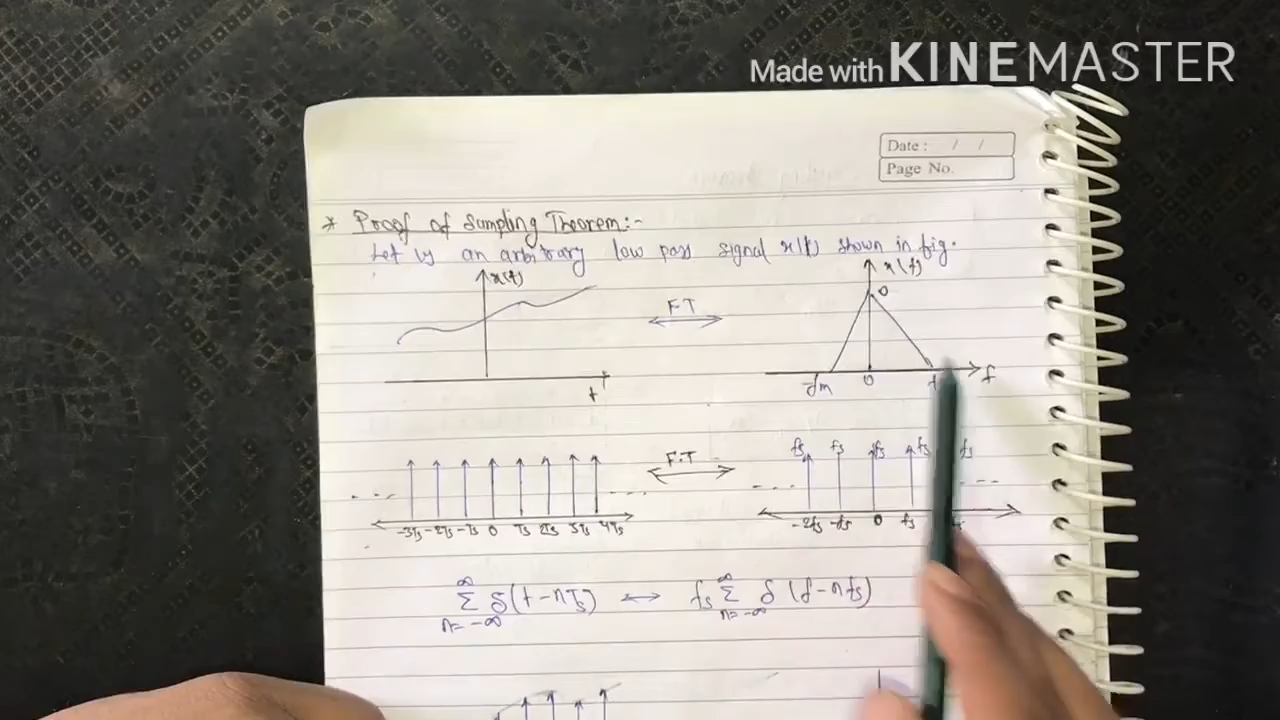 Made with KINEMASTER
Date : / /
Page No.
* Proof of Sampling Theorem:-
Let us an arbitrary low pass signal x(t) shown in fig.
x(t)
x(f)
F.T
0
t
-fm 0 f
F.T
fs fs fs fs fs
-3Ts -2Ts -Ts 0 Ts 2Ts 3Ts 4Ts
-2fs -fs 0 fs
∞ Σ n=-∞ δ(t-nTs) ↔ fs ∞ Σ n=-∞ δ(f-nfs)